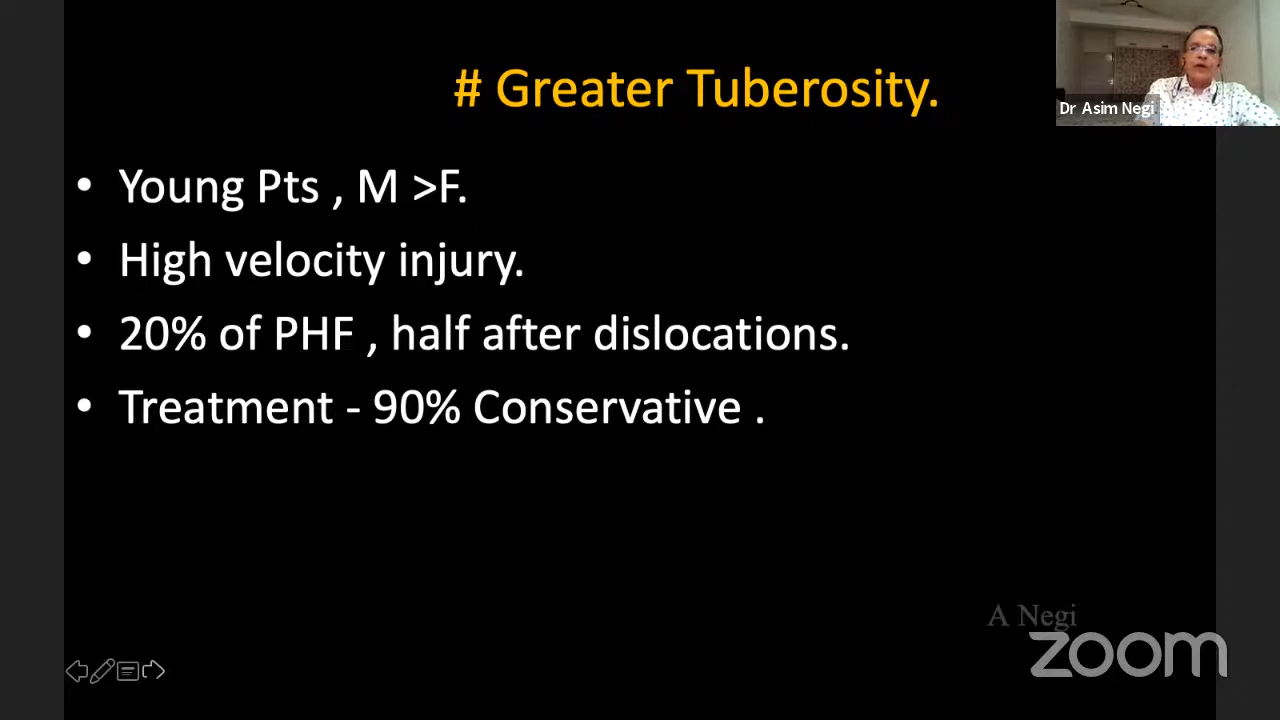 # Greater Tuberosity.
Dr Asim Negi
• Young Pts , M >F.
• High velocity injury.
• 20% of PHF , half after dislocations.
• Treatment - 90% Conservative .
A Negi
zoom